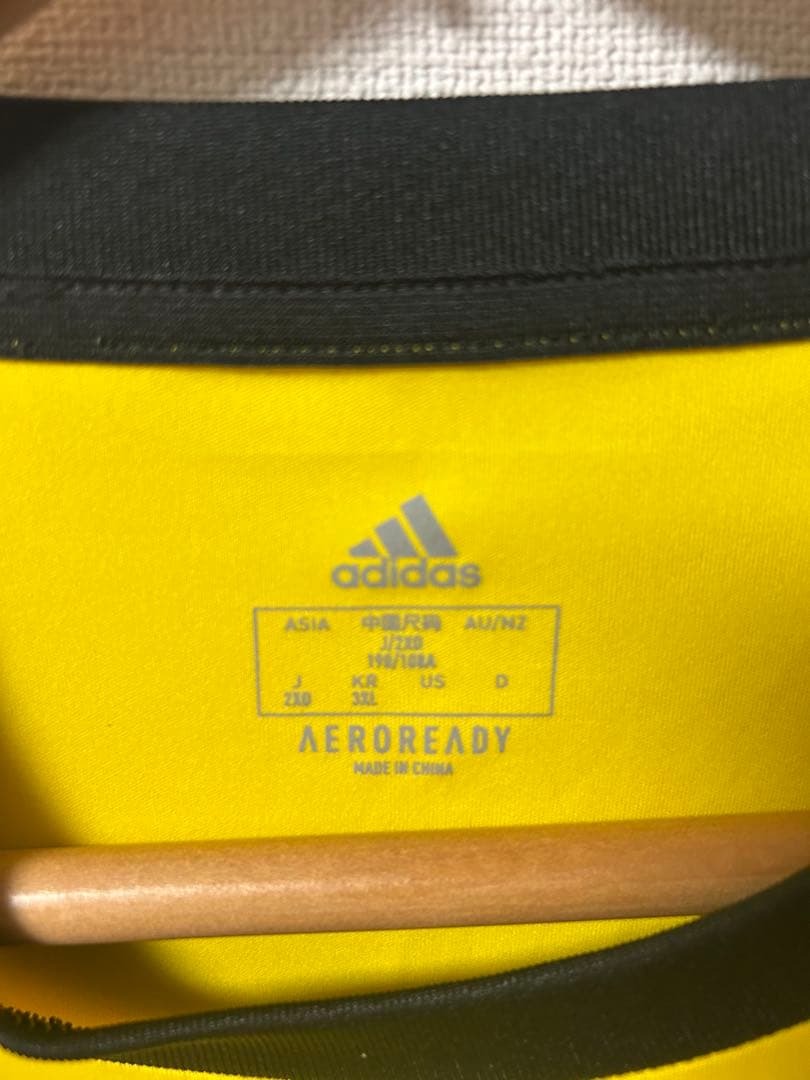 adidas
ASIA 中国尺码 AU/NZ
J/2XO
190/108A
J KR US D
2XO 3XL
AEROREADY
MADE IN CHINA